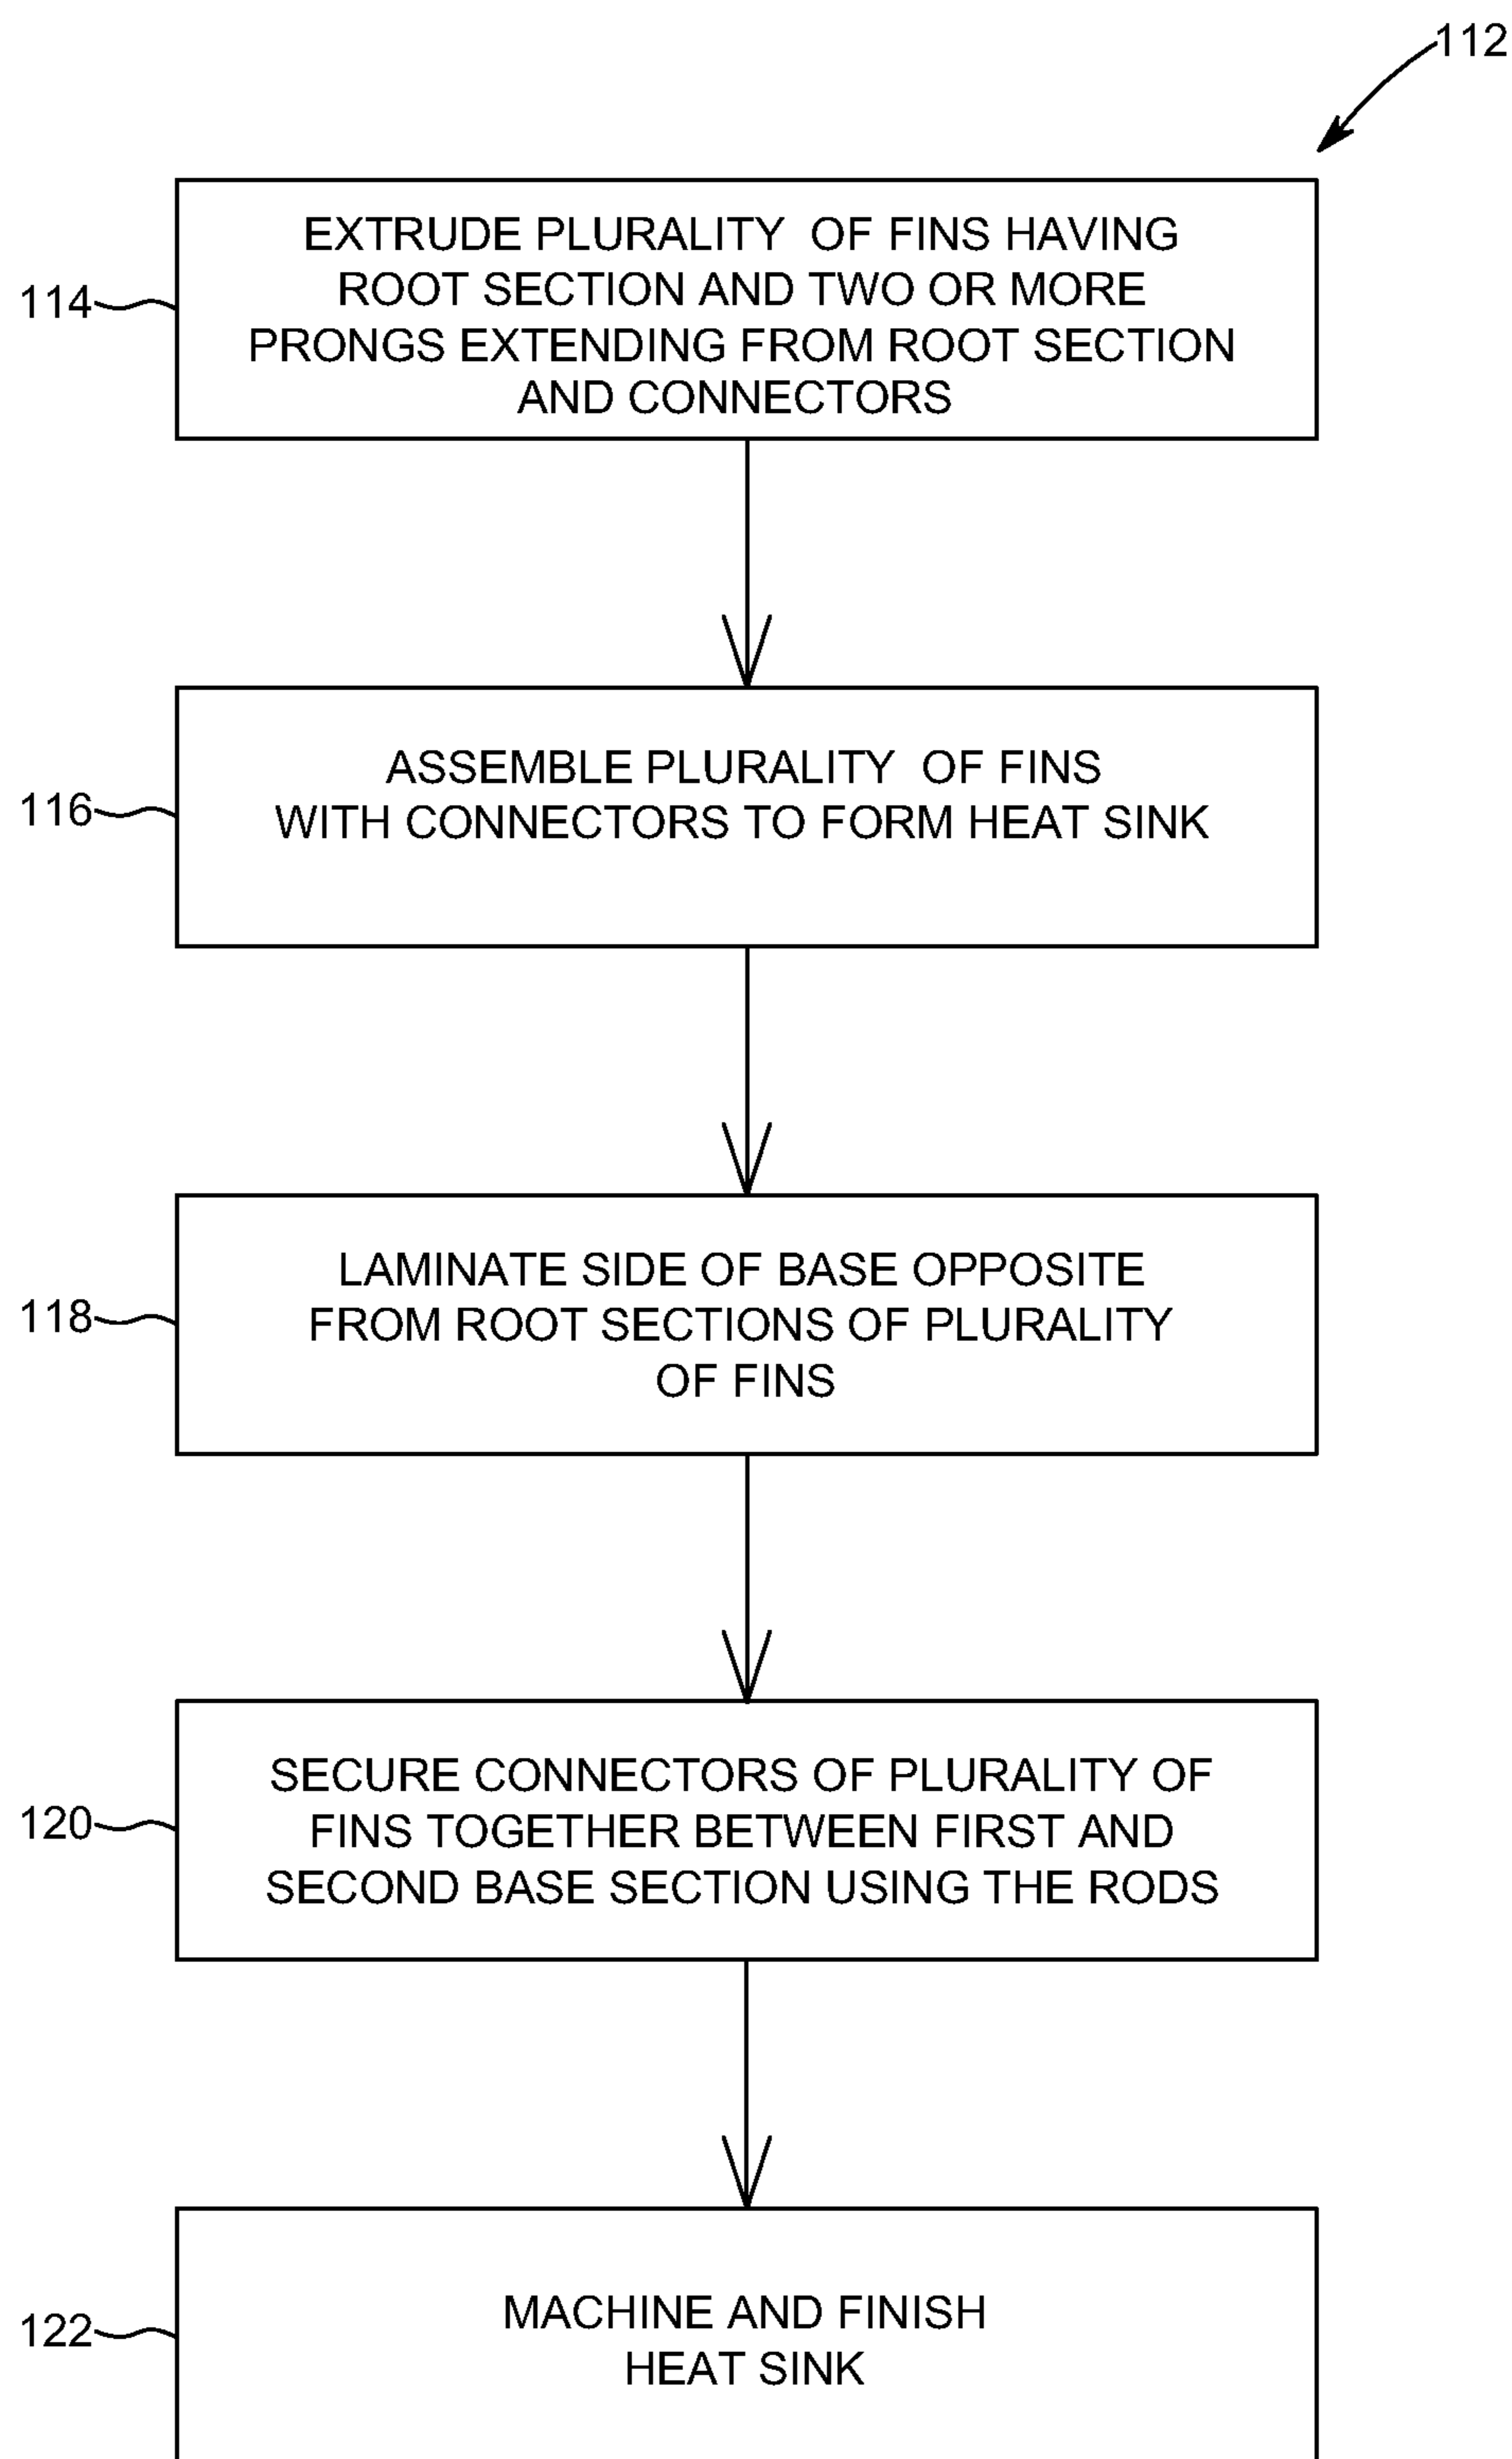 112
EXTRUDE PLURALITY OF FINS HAVING
ROOT SECTION AND TWO OR MORE
PRONGS EXTENDING FROM ROOT SECTION
AND CONNECTORS
114
ASSEMBLE PLURALITY OF FINS
WITH CONNECTORS TO FORM HEAT SINK
116
LAMINATE SIDE OF BASE OPPOSITE
FROM ROOT SECTIONS OF PLURALITY
OF FINS
118
SECURE CONNECTORS OF PLURALITY OF
FINS TOGETHER BETWEEN FIRST AND
SECOND BASE SECTION USING THE RODS
120
MACHINE AND FINISH
HEAT SINK
122